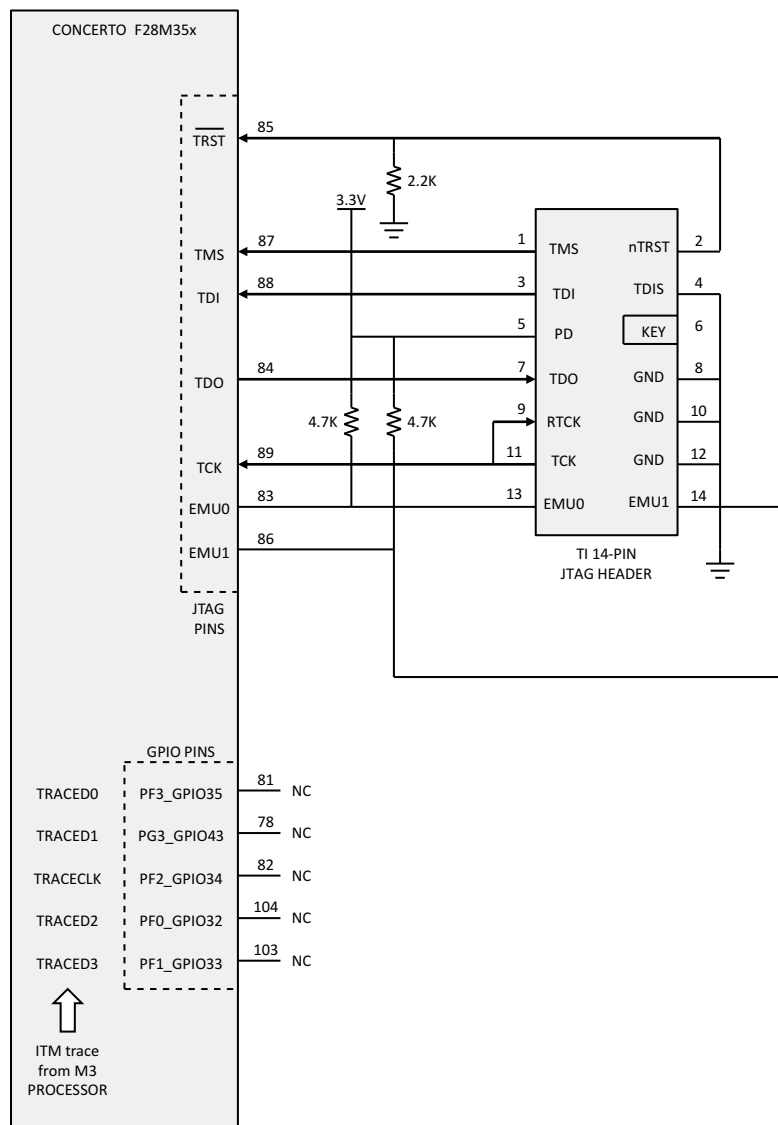 CONCERTO F28M35x
TRST
85
2.2K
3.3V
TMS
87
1
TMS
nTRST
2
TDI
88
3
TDI
TDIS
4
5
PD
KEY
6
TDO
84
7
TDO
GND
8
4.7K
4.7K
9
RTCK
GND
10
TCK
89
11
TCK
GND
12
EMU0
83
13
EMU0
EMU1
14
EMU1
86
TI 14-PIN
JTAG HEADER
JTAG
PINS
GPIO PINS
TRACED0
PF3_GPIO35
81
NC
TRACED1
PG3_GPIO43
78
NC
TRACECLK
PF2_GPIO34
82
NC
TRACED2
PF0_GPIO32
104
NC
TRACED3
PF1_GPIO33
103
NC
ITM trace
from M3
PROCESSOR